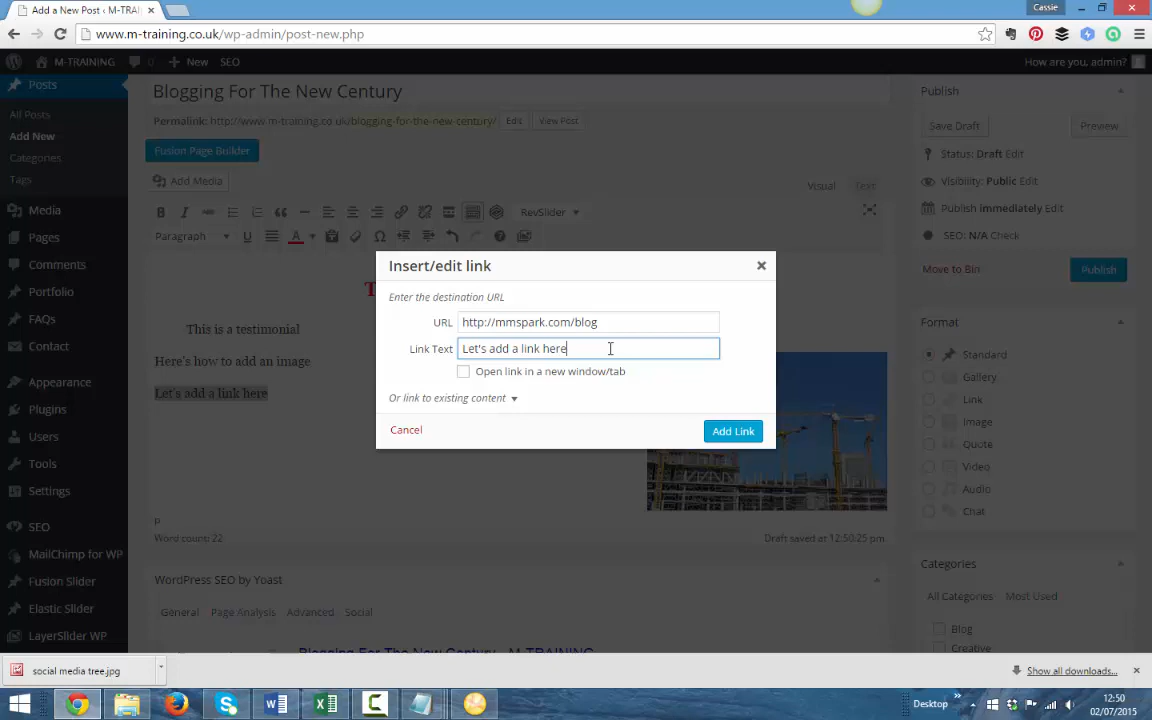 Add a New Post ‹ M-TRAI
Cassie
www.m-training.co.uk/wp-admin/post-new.php
M-TRAINING
0
New
SEO
How are you, admin?
Posts
All Posts
Add New
Categories
Tags
Media
Pages
Comments
Portfolio
FAQs
Contact
Appearance
Plugins
Users
Tools
Settings
SEO
MailChimp for WP
Fusion Slider
Elastic Slider
LayerSlider WP
Blogging For The New Century
Permalink: http://www.m-training.co.uk/blogging-for-the-new-century/ Edit View Post
Fusion Page Builder
Add Media
Visual Text
B I ABC RevSlider
Paragraph U A
T
This is a testimonial
Here's how to add an image
Let's add a link here
P
Word count: 22
Draft saved at 12:50:25 pm.
Insert/edit link
Enter the destination URL
URL http://mmspark.com/blog
Link Text Let's add a link here
Open link in a new window/tab
Or link to existing content
Cancel
Add Link
WordPress SEO by Yoast
General Page Analysis Advanced Social
Blogging For The New Century - M-TRAINING
Publish
Save Draft
Preview
Status: Draft Edit
Visibility: Public Edit
Publish immediately Edit
SEO: N/A Check
Move to Bin
Publish
Format
Standard
Gallery
Link
Image
Quote
Video
Audio
Chat
Categories
All Categories Most Used
Blog
Creative
social media tree.jpg
Show all downloads...
Desktop
12:50
02/07/2015